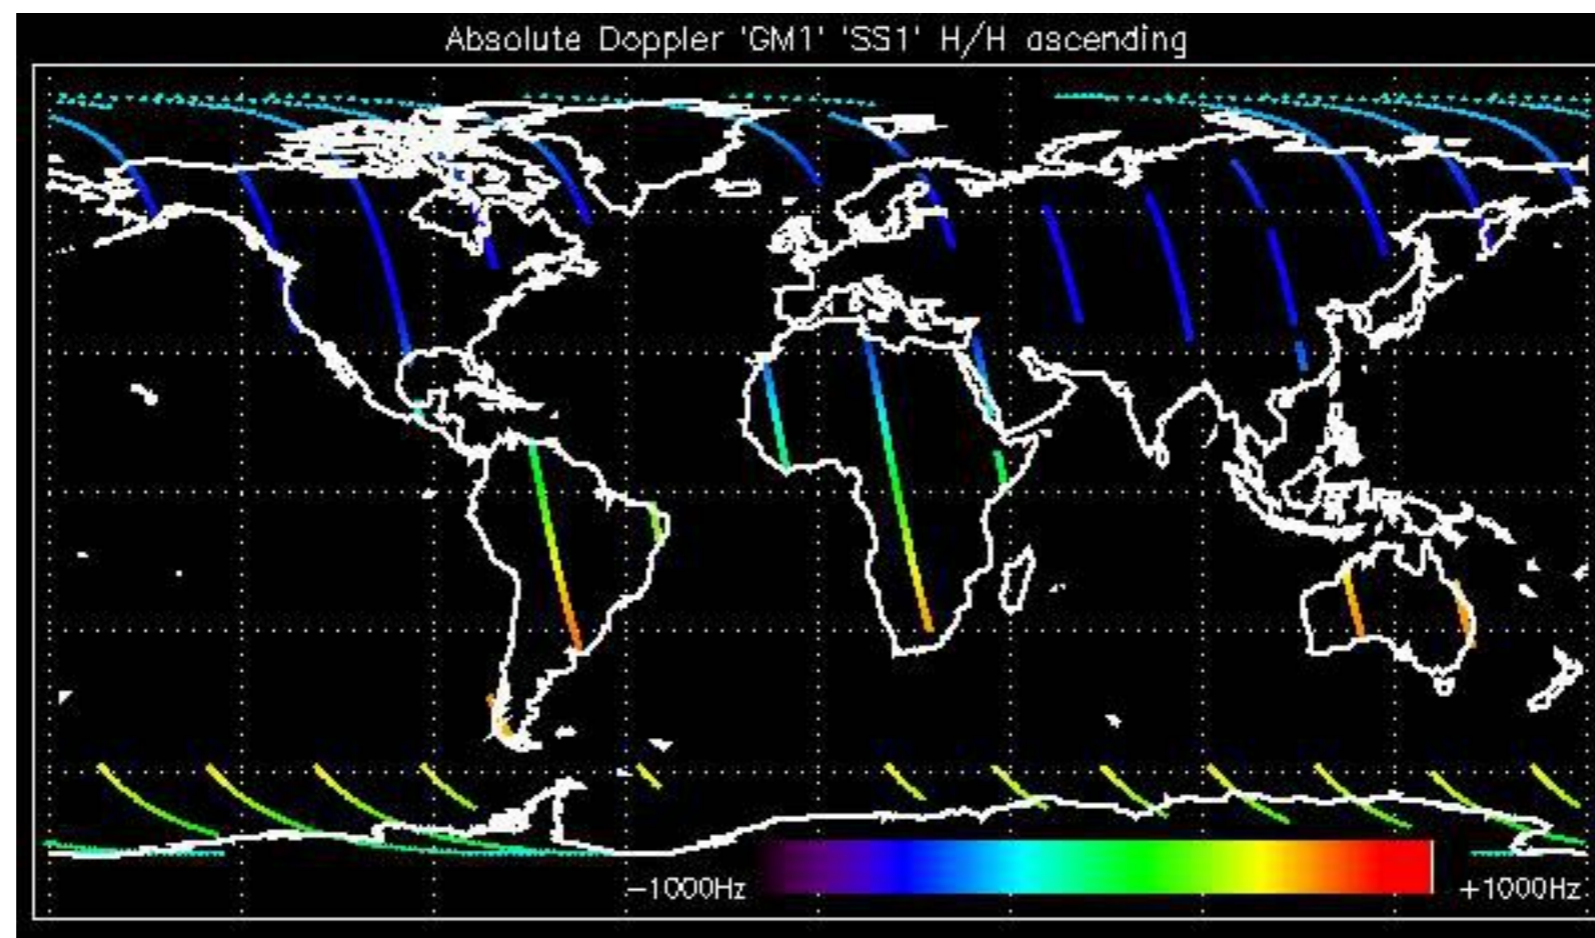 Absolute Doppler 'GM1' 'SS1' H/H ascending
−1000Hz
+1000Hz